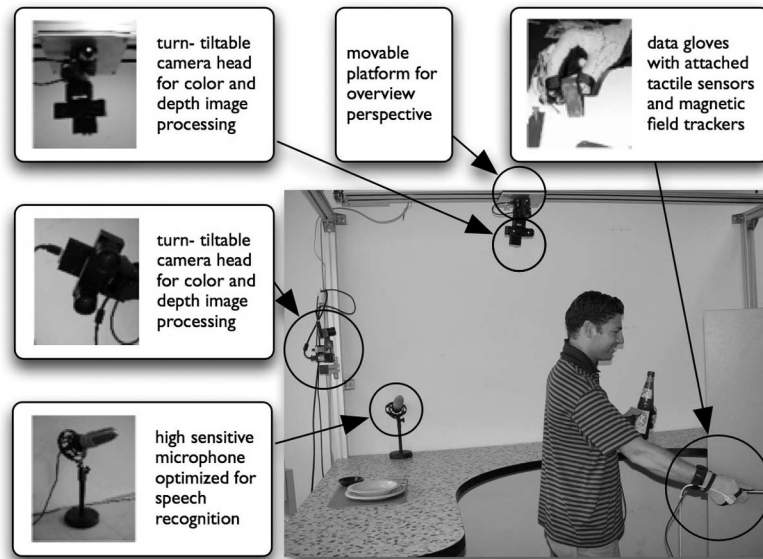 turn- tiltable
camera head
for color and
depth image
processing
movable
platform for
overview
perspective
data gloves
with attached
tactile sensors
and magnetic
field trackers
turn- tiltable
camera head
for color and
depth image
processing
high sensitive
microphone
optimized for
speech
recognition